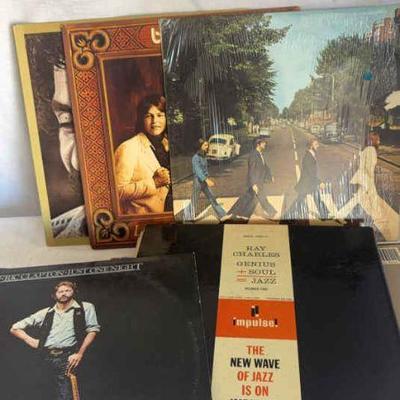 RAY
CHARLES
GENIUS
+ SOUL
= JAZZ
impulse!
THE
NEW WAVE
OF JAZZ
IS ON
ERIC CLAPTON JUST ONE NIGHT